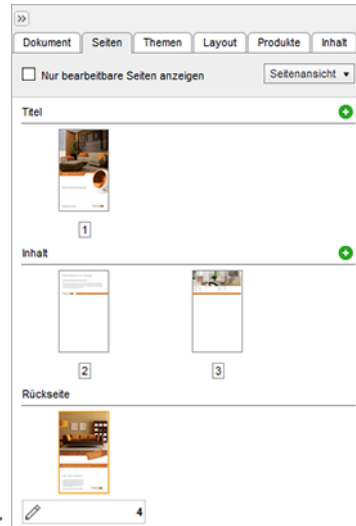 Dokument Seiten Themen Layout Produkte Inhalt
Nur bearbeitbare Seiten anzeigen Seitenansicht
Titel
1
Inhalt
2 3
Rückseite
4